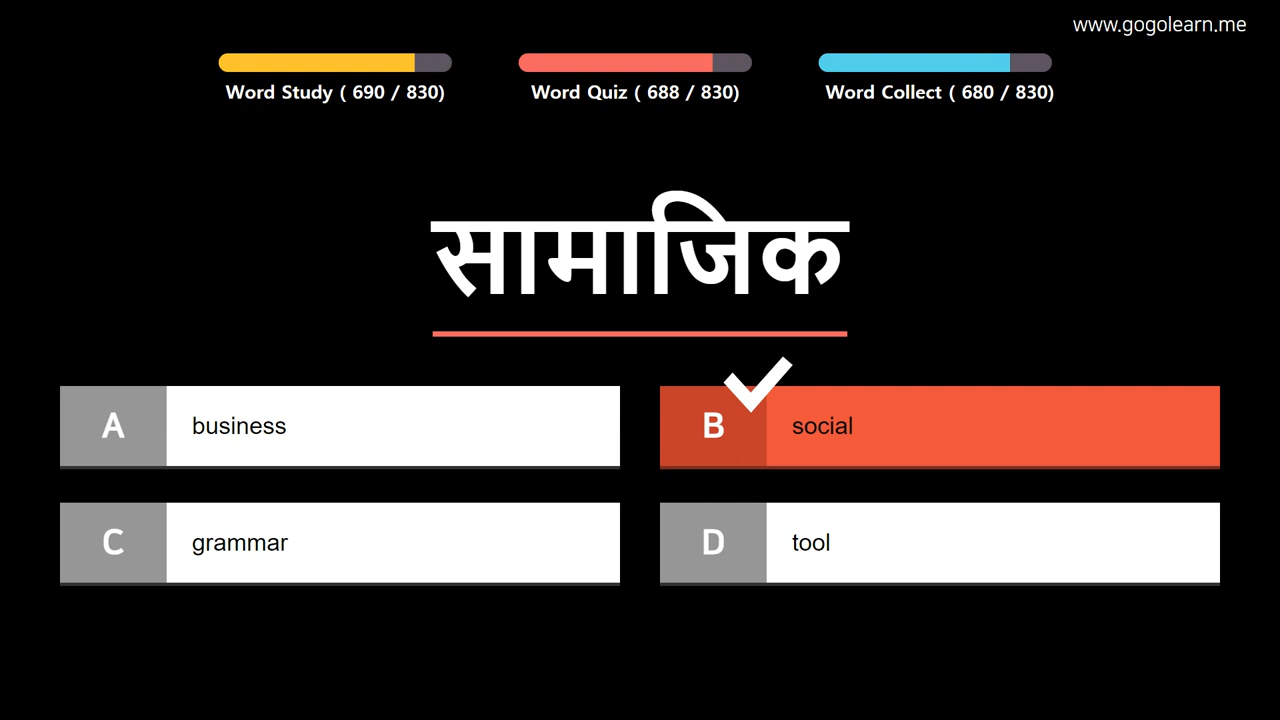 www.gogolearn.me
Word Study ( 690 / 830)
Word Quiz ( 688 / 830)
Word Collect ( 680 / 830)
सामाजिक
A business
B social
C grammar
D tool